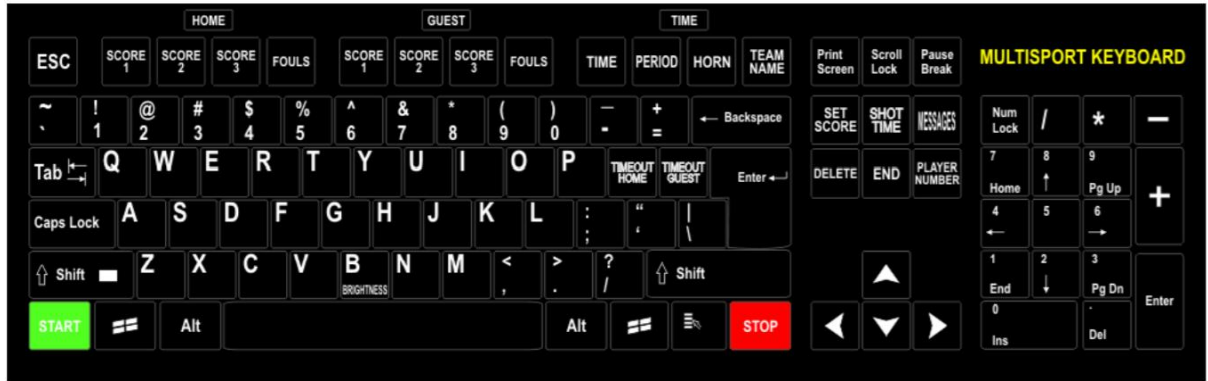 HOME GUEST TIME
ESC SCORE 1 SCORE 2 SCORE 3 FOULS SCORE 1 SCORE 2 SCORE 3 FOULS TIME PERIOD HORN TEAM NAME Print Screen Scroll Lock Pause Break MULTISPORT KEYBOARD
~ ` ! 1 @ 2 # 3 $ 4 % 5 ^ 6 & 7 * 8 ( 9 ) 0 — - + = ← Backspace SET SCORE SHOT TIME MESSAGES Num Lock / * —
Tab Q W E R T Y U I O P TIMEOUT HOME TIMEOUT GUEST Enter DELETE END PLAYER NUMBER 7 Home 8 ↑ 9 Pg Up +
Caps Lock A S D F G H J K L : ; “ ‘ | \ 4 ← 5 6 →
⇧ Shift Z X C V B BRIGHTNESS N M < , > . ? / ⇧ Shift 1 End 2 ↓ 3 Pg Dn Enter
START Alt Alt STOP 0 Ins . Del